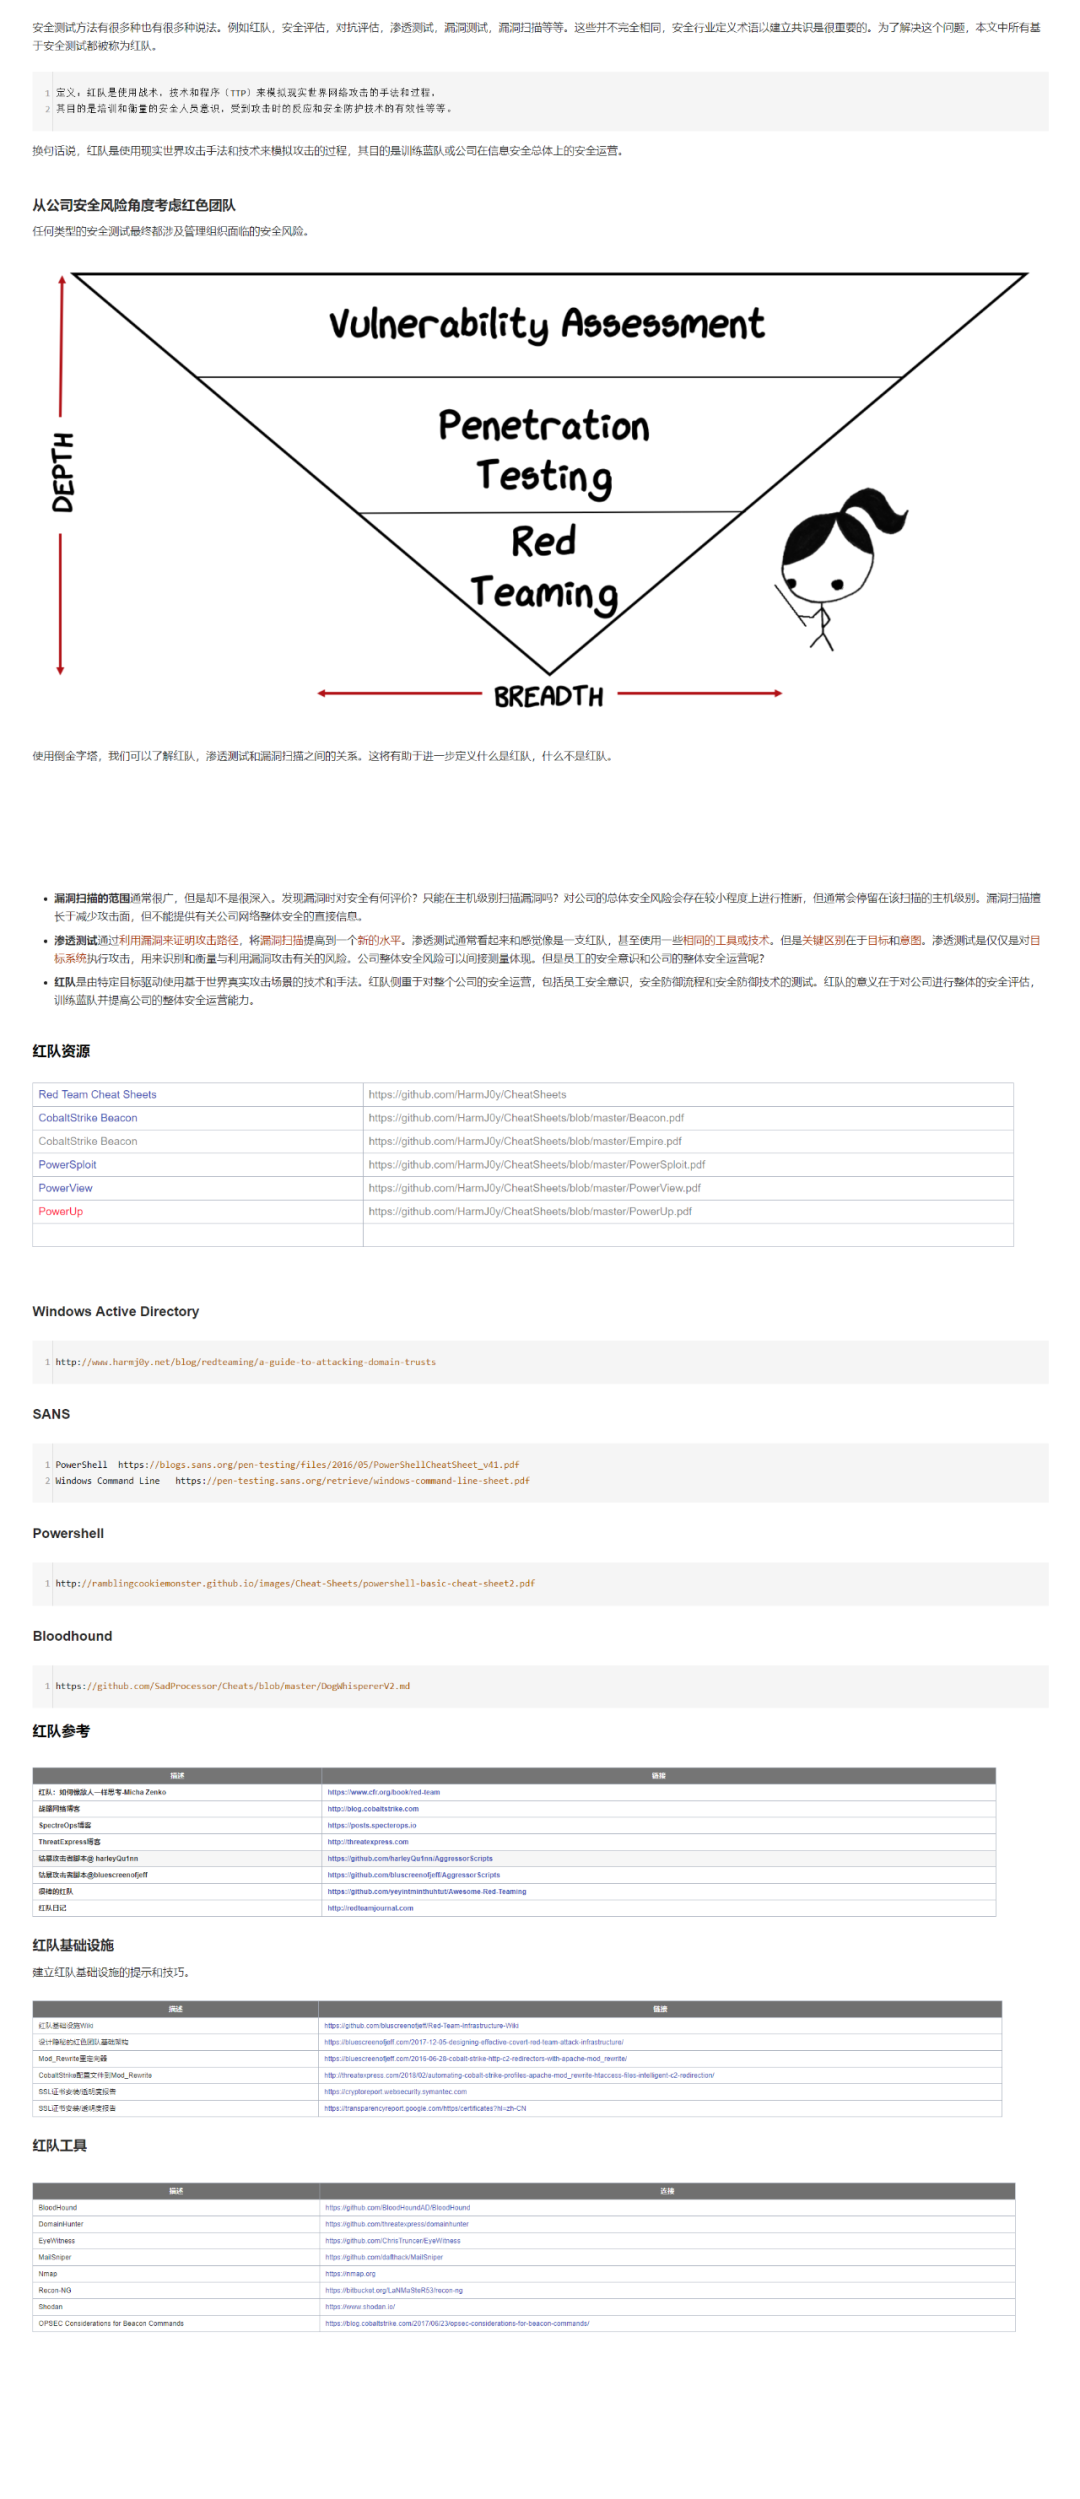 安全测试方法有很多种也有很多种说法。例如红队，安全评估，对抗评估，渗透测试，漏洞测试，漏洞扫描等等。这些并不完全相同，安全行业定义术语以建立共识是很重要的。为了解决这个问题，本文中所有基
于安全测试都被称为红队。
1 定义：红队是使用战术，技术和程序（TTP）来模拟现实世界网络攻击的手法和过程，
2 其目的是培训和衡量的安全人员意识，受到攻击时的反应和安全防护技术的有效性等等。
换句话说，红队是使用现实世界攻击手法和技术来模拟攻击的过程，其目的是训练蓝队或公司在信息安全总体上的安全运营。
从公司安全风险角度考虑红色团队
任何类型的安全测试最终都涉及管理组织面临的安全风险。
Vulnerability Assessment
Penetration
Testing
Red
Teaming
DEPTH
BREADTH
使用倒金字塔，我们可以了解红队，渗透测试和漏洞扫描之间的关系。这将有助于进一步定义什么是红队，什么不是红队。
• 漏洞扫描的范围通常很广，但是却不是很深入。发现漏洞时对安全有何评价？只能在主机级别扫描漏洞吗？对公司的总体安全风险会存在较小程度上进行推断，但通常会停留在该扫描的主机级别。漏洞扫描擅
长于减少攻击面，但不能提供有关公司网络整体安全的直接信息。
• 渗透测试通过利用漏洞来证明攻击路径，将漏洞扫描提高到一个新的水平。渗透测试通常看起来和感觉像是一支红队，甚至使用一些相同的工具或技术。但是关键区别在于目标和意图。渗透测试是仅仅是对目
标系统执行攻击，用来识别和衡量与利用漏洞攻击有关的风险。公司整体安全风险可以间接测量体现。但是员工的安全意识和公司的整体安全运营呢？
• 红队是由特定目标驱动使用基于世界真实攻击场景的技术和手法。红队侧重于对整个公司的安全运营，包括员工安全意识，安全防御流程和安全防御技术的测试。红队的意义在于对公司进行整体的安全评估，
训练蓝队并提高公司的整体安全运营能力。
红队资源
Red Team Cheat Sheets https://github.com/HarmJ0y/CheatSheets
CobaltStrike Beacon https://github.com/HarmJ0y/CheatSheets/blob/master/Beacon.pdf
CobaltStrike Beacon https://github.com/HarmJ0y/CheatSheets/blob/master/Empire.pdf
PowerSploit https://github.com/HarmJ0y/CheatSheets/blob/master/PowerSploit.pdf
PowerView https://github.com/HarmJ0y/CheatSheets/blob/master/PowerView.pdf
PowerUp https://github.com/HarmJ0y/CheatSheets/blob/master/PowerUp.pdf
Windows Active Directory
1 http://www.harmj0y.net/blog/redteaming/a-guide-to-attacking-domain-trusts
SANS
1 PowerShell https://blogs.sans.org/pen-testing/files/2016/05/PowerShellCheatSheet_v41.pdf
2 Windows Command Line https://pen-testing.sans.org/retrieve/windows-command-line-sheet.pdf
Powershell
1 http://ramblingcookiemonster.github.io/images/Cheat-Sheets/powershell-basic-cheat-sheet2.pdf
Bloodhound
1 https://github.com/SadProcessor/Cheats/blob/master/DogWhispererV2.md
红队参考
描述 链接
红队：如何像敌人一样思考-Micha Zenko https://www.cfr.org/book/red-team
战略网络博客 http://blog.cobaltstrike.com
SpectreOps博客 https://posts.specterops.io
ThreatExpress博客 http://threatexpress.com
钴基攻击者脚本@ harleyQu1nn https://github.com/harleyQu1nn/AggressorScripts
钴基攻击者脚本@bluescreenofjeff https://github.com/bluscreenofjeff/AggressorScripts
很棒的红队 https://github.com/yeyintminthuhtut/Awesome-Red-Teaming
红队日记 http://redteamjournal.com
红队基础设施
建立红队基础设施的提示和技巧。
描述 链接
红队基础设施Wiki https://github.com/bluscreenofjeff/Red-Team-Infrastructure-Wiki
设计隐秘的红色团队基础架构 https://bluescreenofjeff.com/2017-12-05-designing-effective-covert-red-team-attack-infrastructure/
Mod_Rewrite重定向器 https://bluescreenofjeff.com/2016-06-28-cobalt-strike-http-c2-redirectors-with-apache-mod_rewrite/
CobaltStrike配置文件到Mod_Rewrite http://threatexpress.com/2018/02/automating-cobalt-strike-profiles-apache-mod_rewrite-htaccess-files-intelligent-c2-redirection/
SSL证书安装/透明度报告 https://cryptoreport.websecurity.symantec.com
SSL证书安装/透明度报告 https://transparencyreport.google.com/https/certificates?hl=zh-CN
红队工具
描述 连接
BloodHound https://github.com/BloodHoundAD/BloodHound
DomainHunter https://github.com/threatexpress/domainhunter
EyeWitness https://github.com/ChrisTruncer/EyeWitness
MailSniper https://github.com/dafthack/MailSniper
Nmap https://nmap.org
Recon-NG https://bitbucket.org/LaNMaSteR53/recon-ng
Shodan https://www.shodan.io/
OPSEC Considerations for Beacon Commands https://blog.cobaltstrike.com/2017/06/23/opsec-considerations-for-beacon-commands/